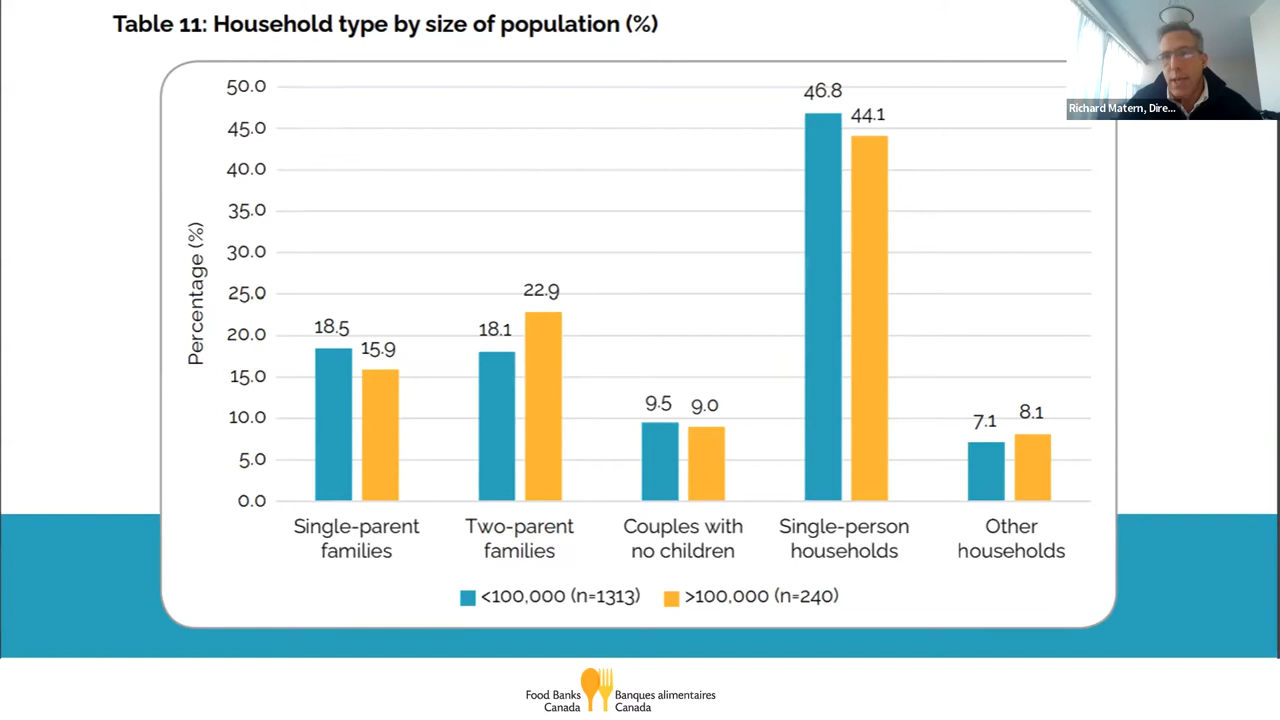 Table 11: Household type by size of population (%)
Richard Matern, Dire...
Percentage (%)
50.0
45.0
40.0
35.0
30.0
25.0
20.0
15.0
10.0
5.0
0.0
18.5
15.9
18.1
22.9
9.5
9.0
46.8
44.1
7.1
8.1
Single-parent
families
Two-parent
families
Couples with
no children
Single-person
households
Other
households
<100,000 (n=1313)
>100,000 (n=240)
Food Banks
Canada
Banques alimentaires
Canada